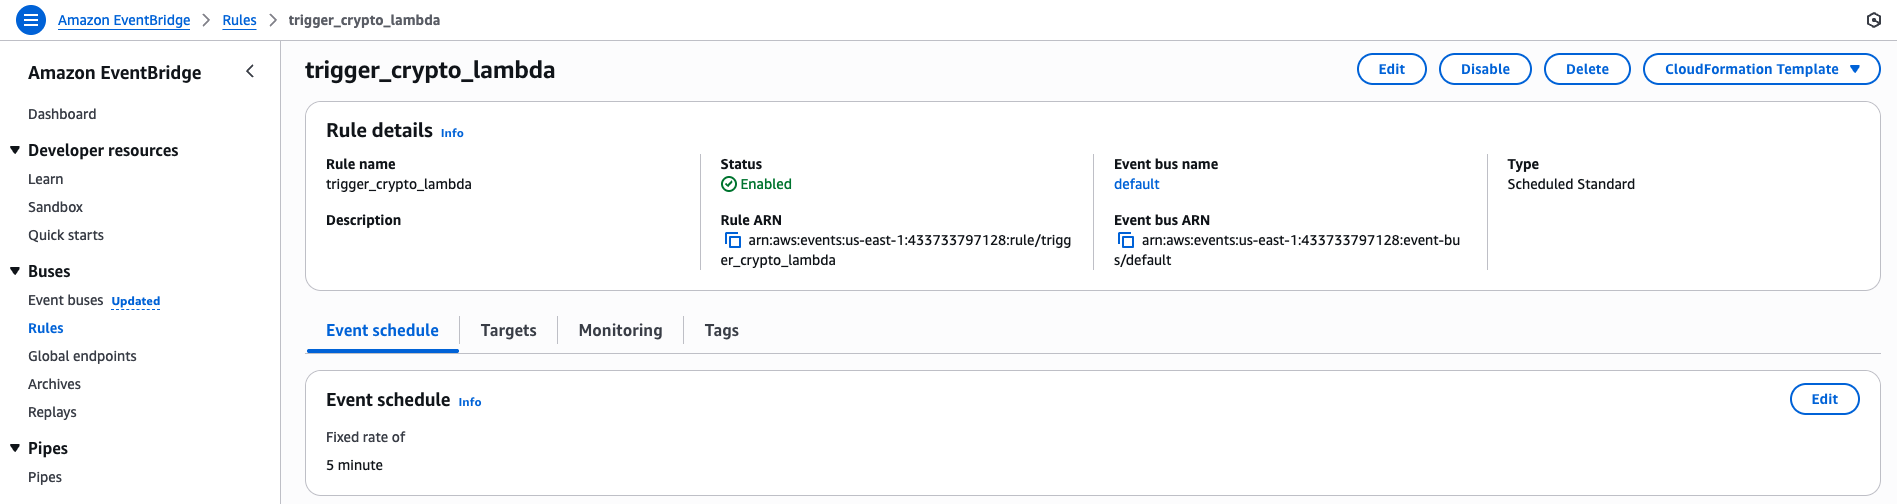 Amazon EventBridge > Rules > trigger_crypto_lambda
Amazon EventBridge
Dashboard
Developer resources
Learn
Sandbox
Quick starts
Buses
Event buses Updated
Rules
Global endpoints
Archives
Replays
Pipes
Pipes
trigger_crypto_lambda
Edit
Disable
Delete
CloudFormation Template
Rule details Info
Rule name
trigger_crypto_lambda
Description
Status
Enabled
Rule ARN
arn:aws:events:us-east-1:433733797128:rule/trigg
er_crypto_lambda
Event bus name
default
Event bus ARN
arn:aws:events:us-east-1:433733797128:event-bu
s/default
Type
Scheduled Standard
Event schedule
Targets
Monitoring
Tags
Event schedule Info
Edit
Fixed rate of
5 minute